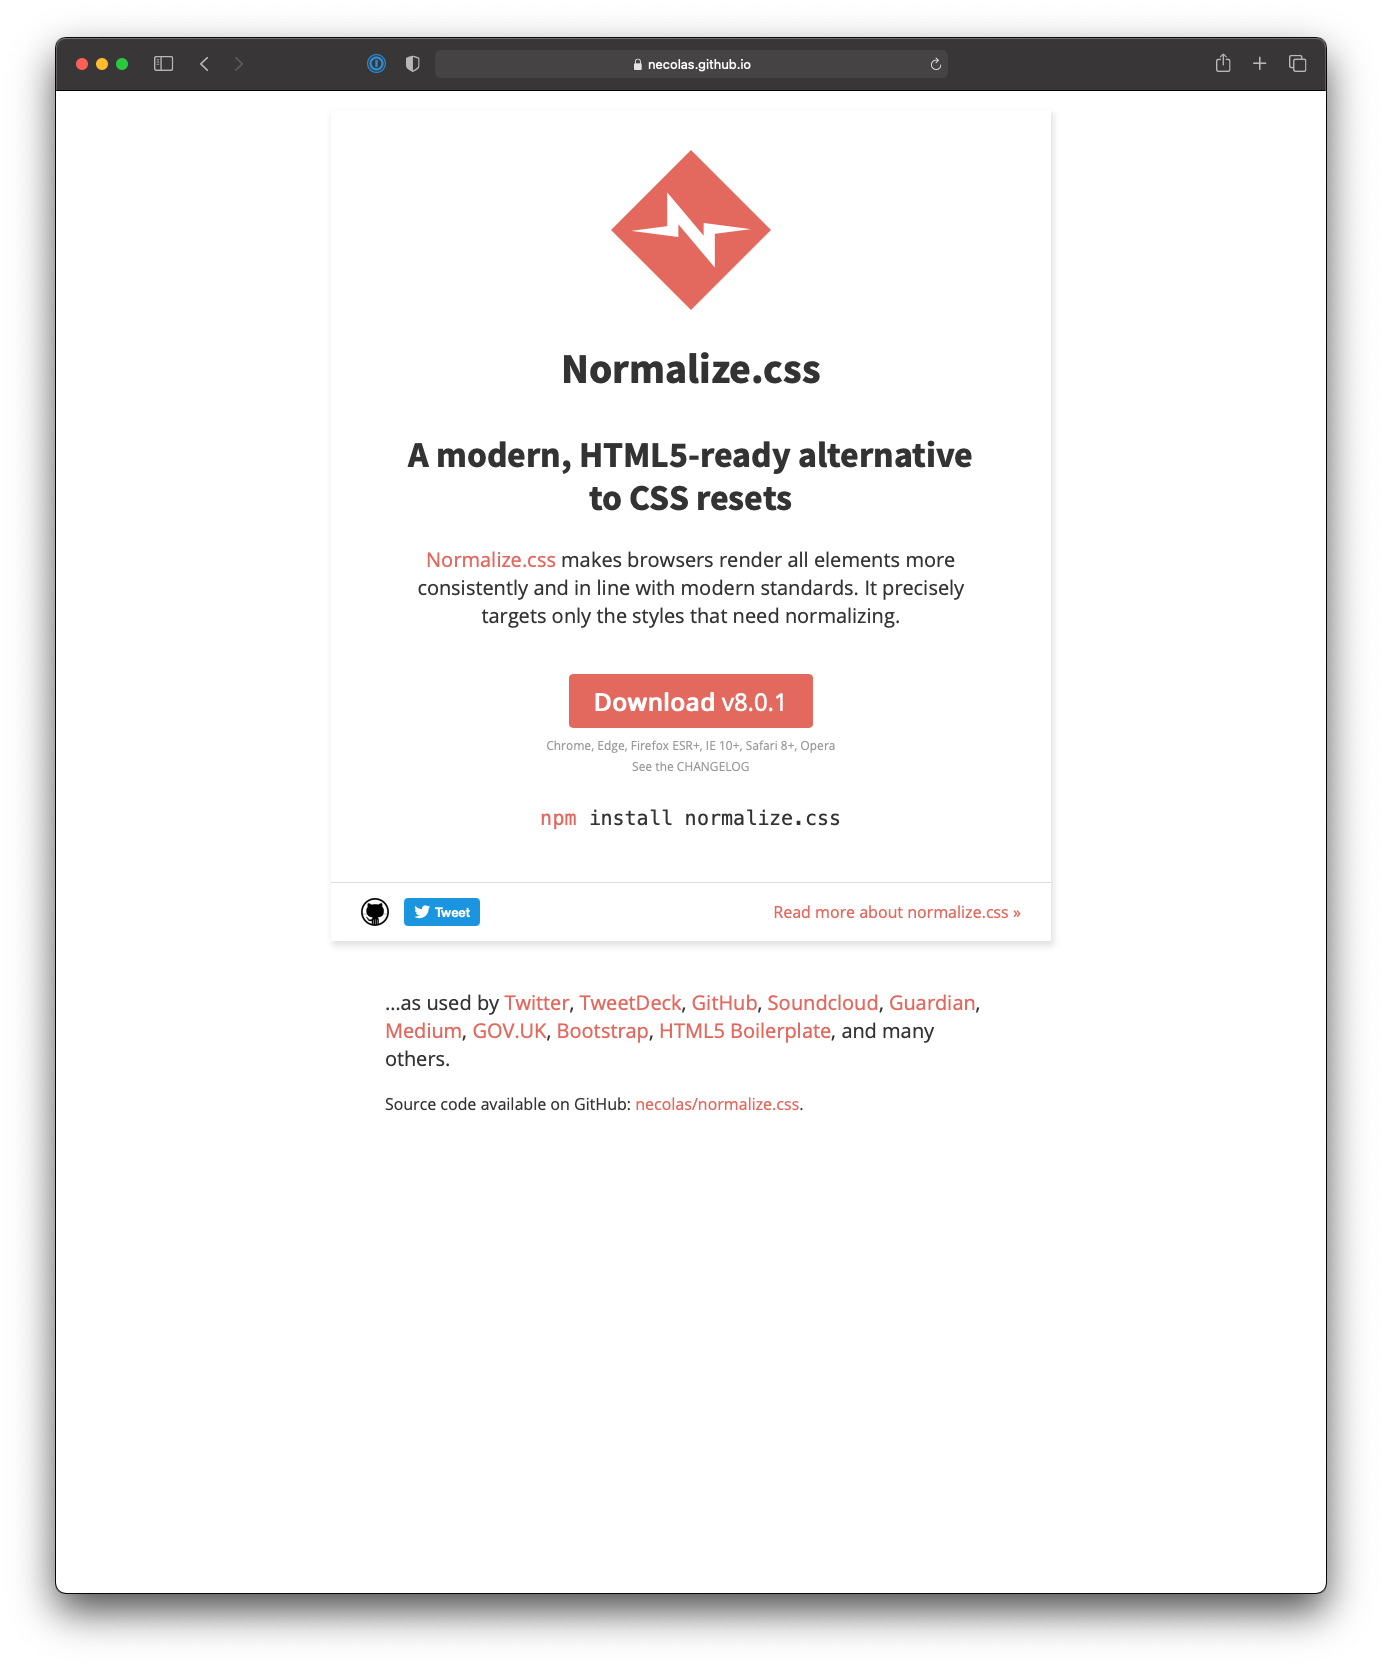 necolas.github.io
Normalize.css
A modern, HTML5-ready alternative
to CSS resets
Normalize.css makes browsers render all elements more
consistently and in line with modern standards. It precisely
targets only the styles that need normalizing.
Download v8.0.1
Chrome, Edge, Firefox ESR+, IE 10+, Safari 8+, Opera
See the CHANGELOG
npm install normalize.css
Tweet
Read more about normalize.css »
...as used by Twitter, TweetDeck, GitHub, Soundcloud, Guardian,
Medium, GOV.UK, Bootstrap, HTML5 Boilerplate, and many
others.
Source code available on GitHub: necolas/normalize.css.